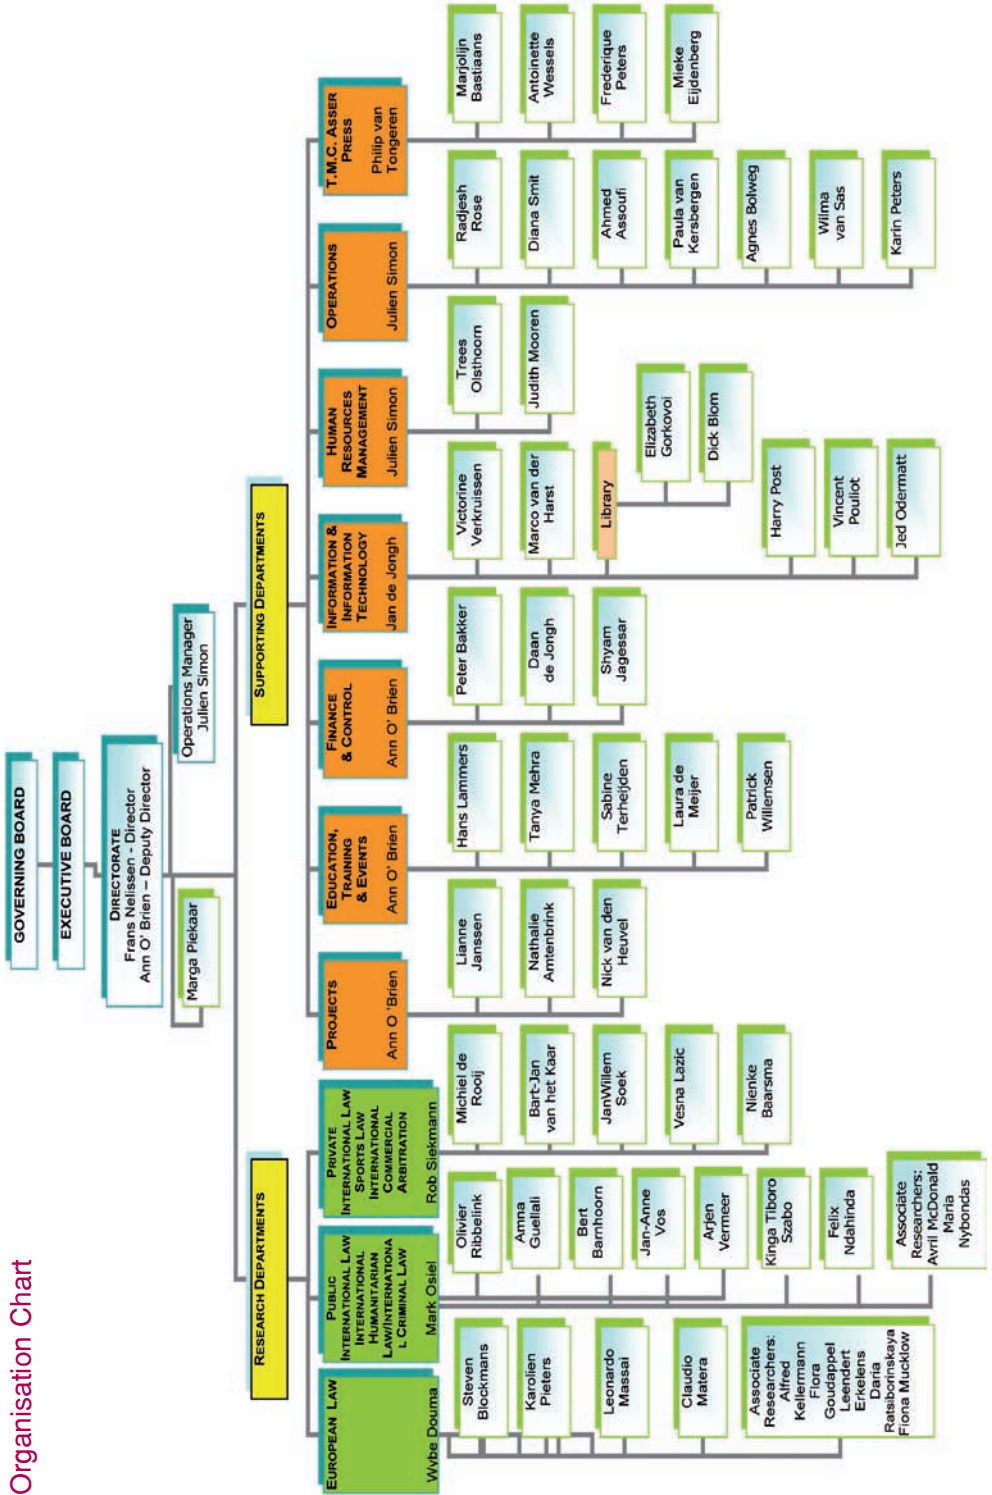 Organisation Chart
GOVERNING BOARD
EXECUTIVE BOARD
DIRECTORATE
Frans Nelissen - Director
Ann O' Brien – Deputy Director
Marga Piekaar
Operations Manager
Julien Simon
RESEARCH DEPARTMENTS
SUPPORTING DEPARTMENTS
EUROPEAN LAW
Wybe Douma
Steven
Blockmans
Karolien
Pieters
Leonardo
Massai
Claudio
Matera
Associate
Researchers:
Alfred
Kellermann
Flora
Goudappel
Leendert
Erkelens
Daria
Ratsiborinskaya
Fiona Mucklow
PUBLIC
INTERNATIONAL LAW
INTERNATIONAL
HUMANITARIAN
LAW/INTERNATIONA
L CRIMINAL LAW
Mark Osiel
Olivier
Ribbelink
Amna
Guellali
Bert
Barnhoorn
Jan-Anne
Vos
Arjen
Vermeer
Kinga Tiboro
Szabo
Felix
Ndahinda
Associate
Researchers:
Avril McDonald
Maria
Nybondas
PRIVATE
INTERNATIONAL LAW
SPORTS LAW
INTERNATIONAL
COMMERCIAL
ARBITRATION
Rob Siekmann
Michiel de
Rooij
Bart-Jan
van het Kaar
JanWillem
Soek
Vesna Lazic
Nienke
Baarsma
PROJECTS
Ann O 'Brien
Lianne
Janssen
Nathalie
Amtenbrink
Nick van den
Heuvel
EDUCATION,
TRAINING
& EVENTS
Ann O' Brien
Hans Lammers
Tanya Mehra
Sabine
Terheijden
Laura de
Meijer
Patrick
Willemsen
FINANCE
& CONTROL
Ann O' Brien
Peter Bakker
Daan
de Jongh
Shyam
Jagessar
INFORMATION &
INFORMATION
TECHNOLOGY
Jan de Jongh
Victorine
Verkruissen
Marco van der
Harst
Library
Elizabeth
Gorkovoi
Dick Blom
Harry Post
Vincent
Pouliot
Jed Odermatt
HUMAN
RESOURCES
MANAGEMENT
Julien Simon
Trees
Olsthoorn
Judith Mooren
OPERATIONS
Julien Simon
Radjesh
Rose
Diana Smit
Ahmed
Assoufi
Paula van
Kersbergen
Agnes Bolweg
Wilma
van Sas
Karin Peters
T.M.C. ASSER
PRESS
Philip van
Tongeren
Marjolijn
Bastiaans
Antoinette
Wessels
Frederique
Peters
Mieke
Eijdenberg